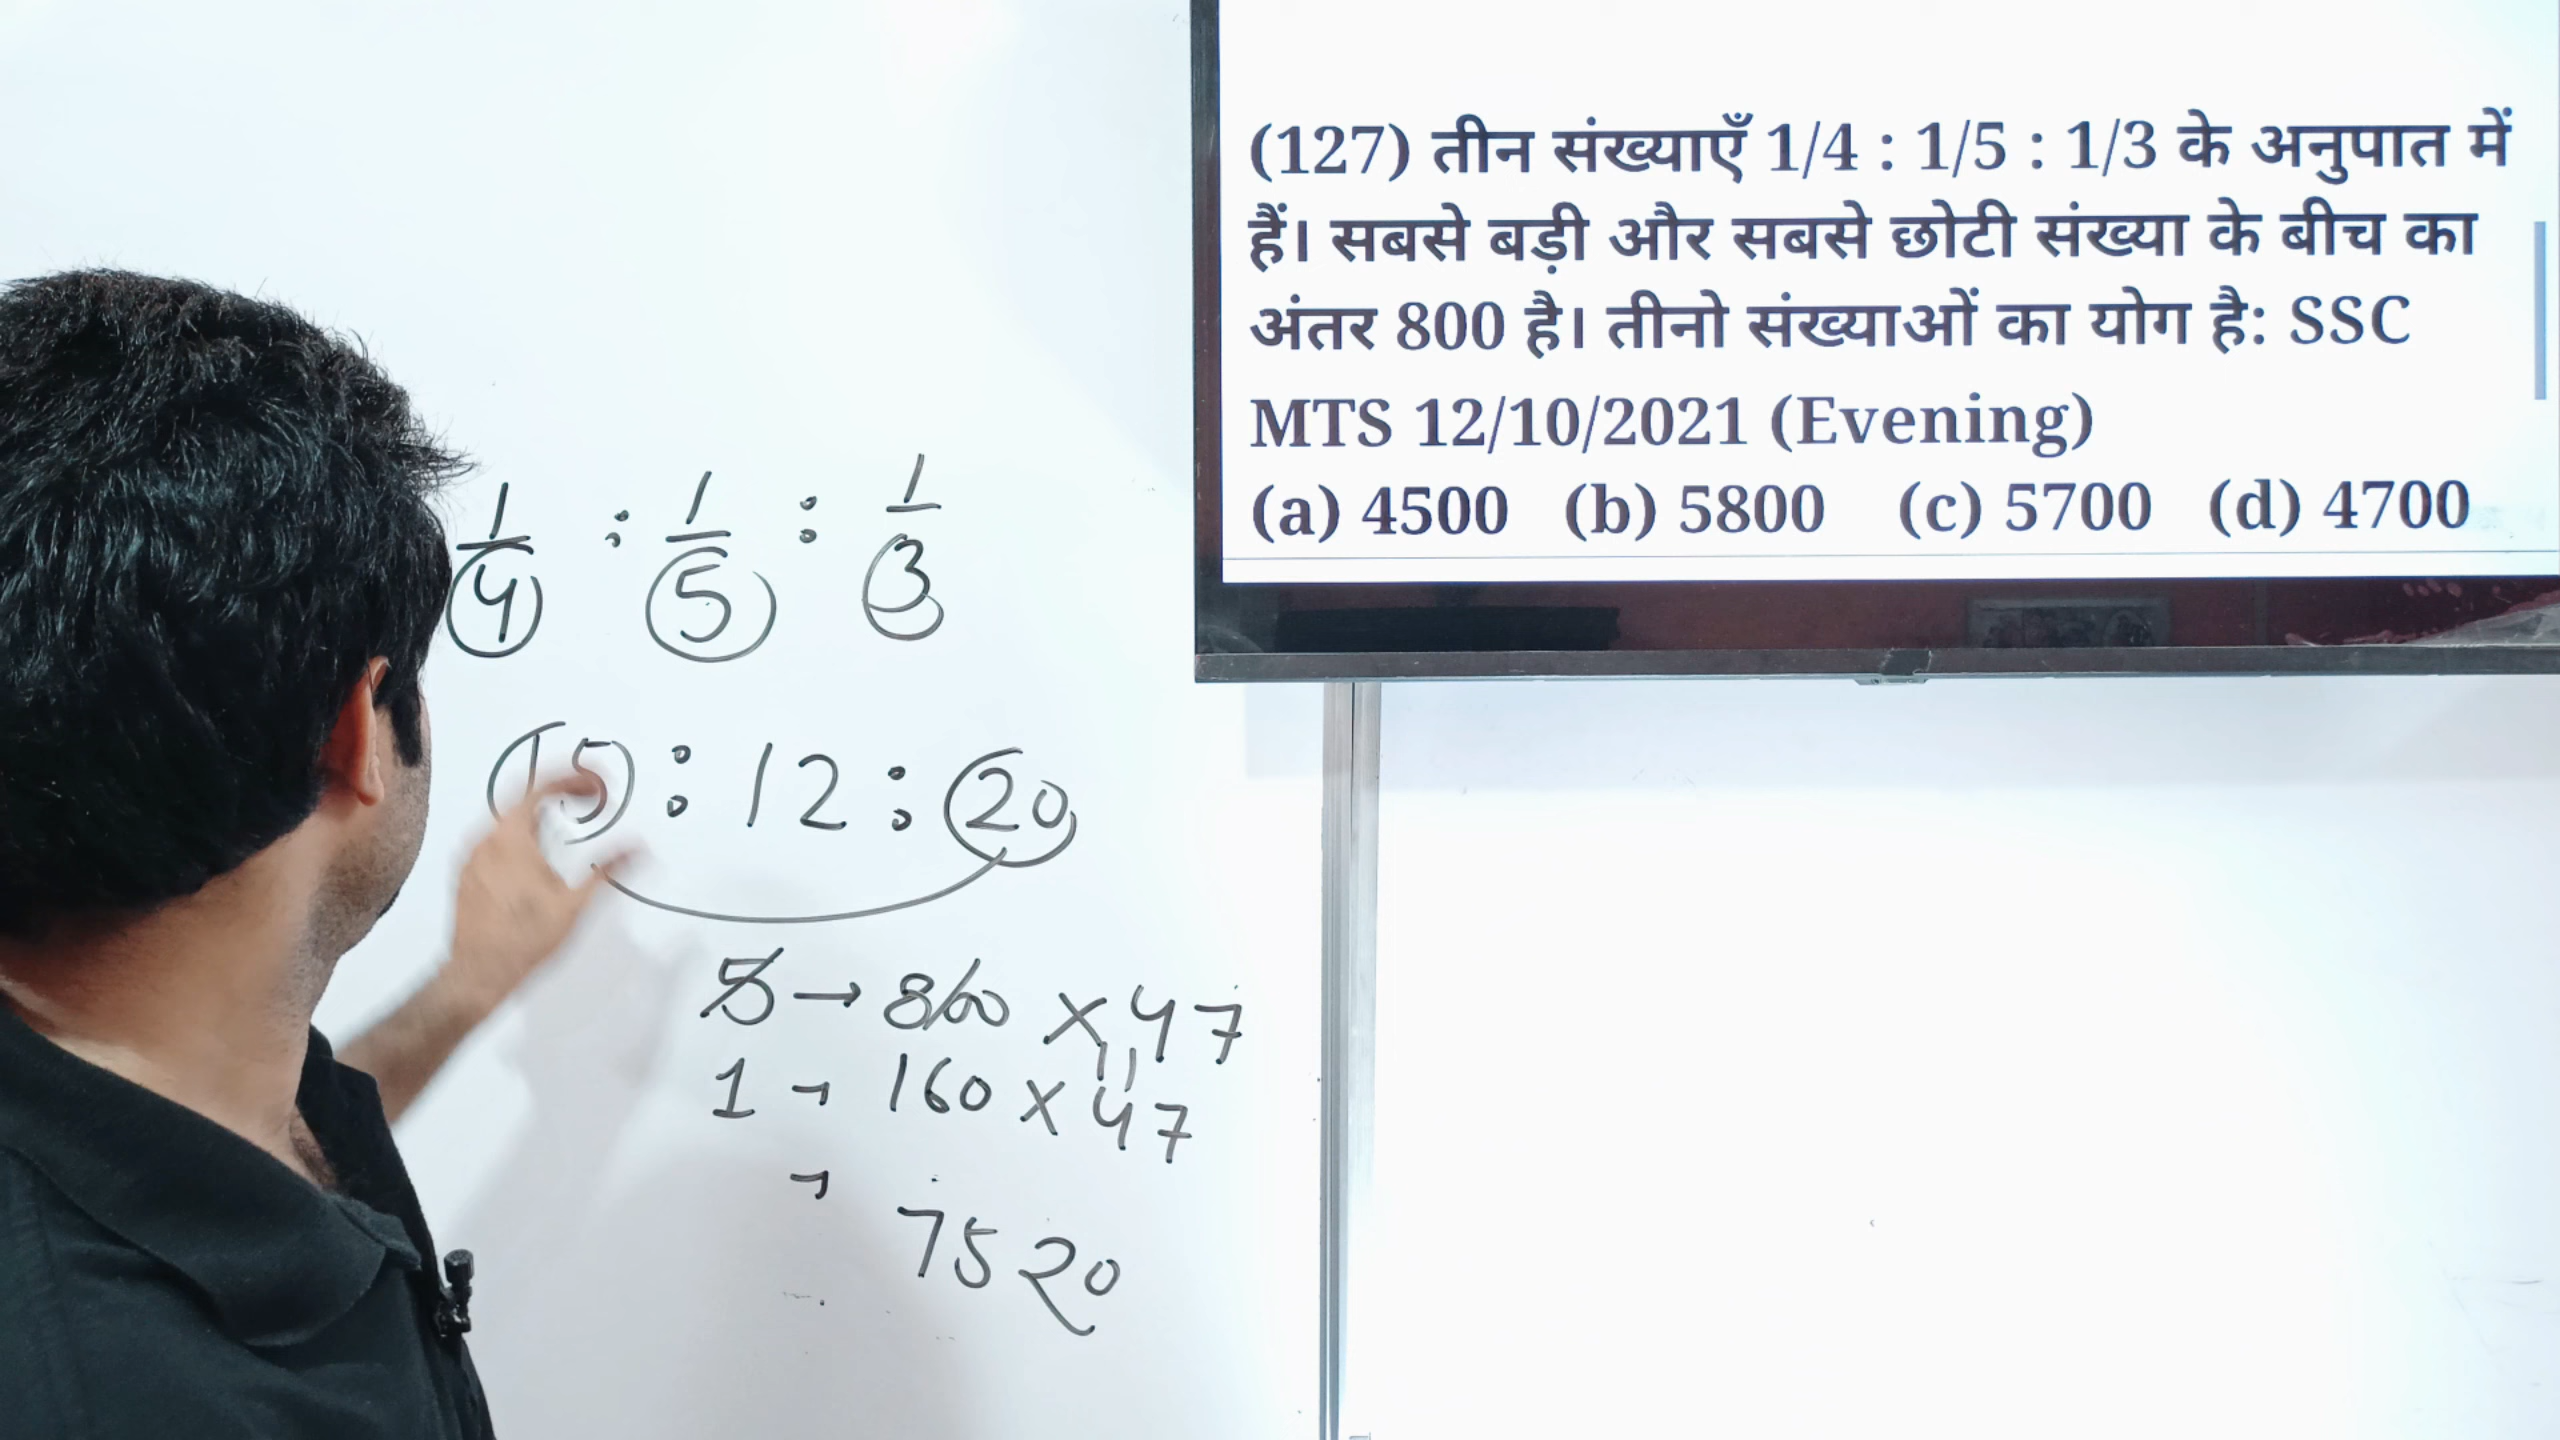 (127) तीन संख्याएँ 1/4 : 1/5 : 1/3 के अनुपात में
हैं। सबसे बड़ी और सबसे छोटी संख्या के बीच का
अंतर 800 है। तीनो संख्याओं का योग है: SSC
MTS 12/10/2021 (Evening)
(a) 4500 (b) 5800 (c) 5700 (d) 4700
1/4 : 1/5 : 1/3
15 : 12 : 20
5 → 800 × 47
1 → 160 × 47
→ 7520